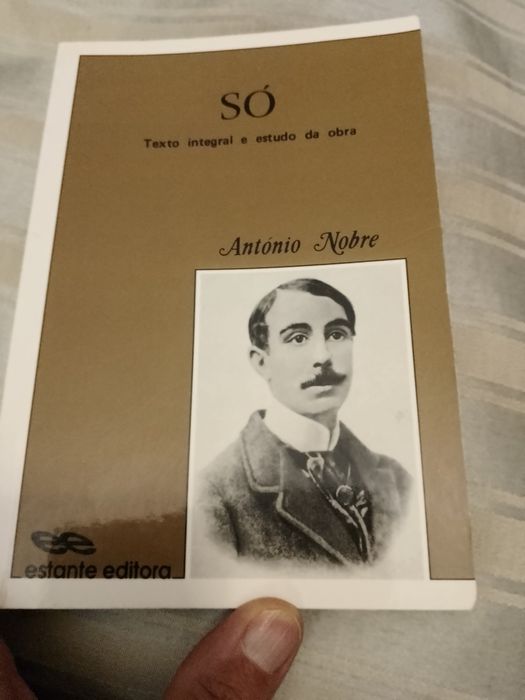 SÓ
Texto integral e estudo da obra
António Nobre
ee
estante editora